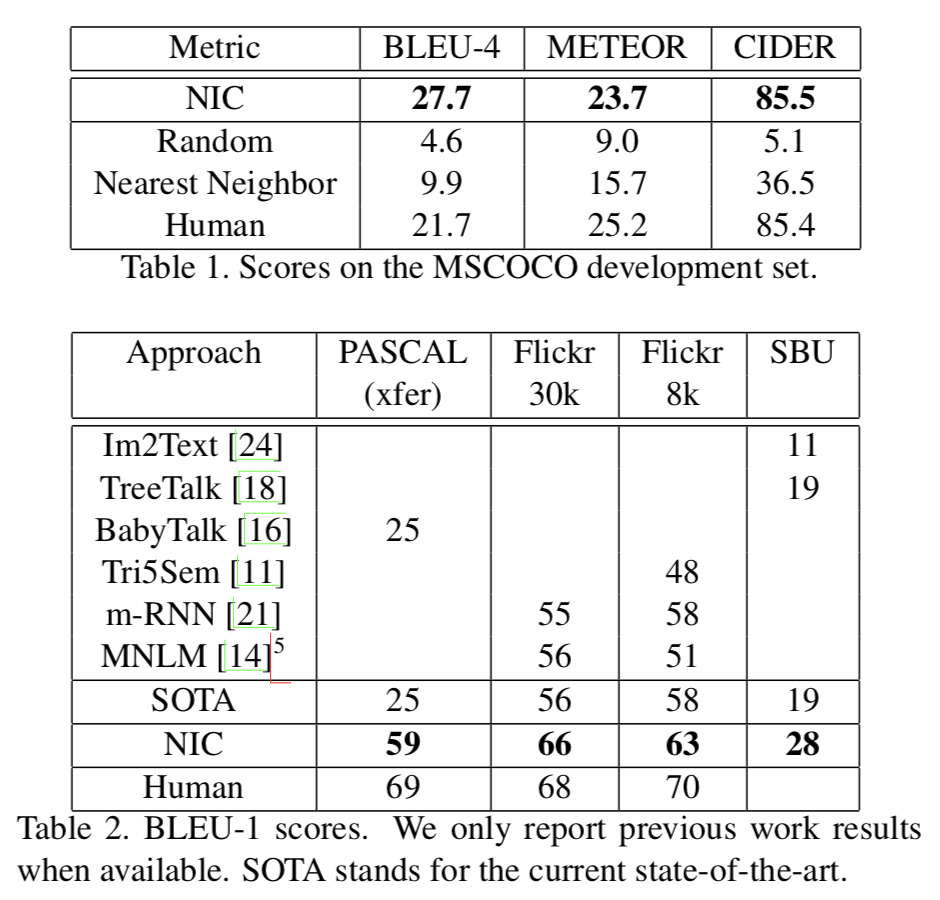 Metric BLEU-4 METEOR CIDER
NIC 27.7 23.7 85.5
Random 4.6 9.0 5.1
Nearest Neighbor 9.9 15.7 36.5
Human 21.7 25.2 85.4
Table 1. Scores on the MSCOCO development set.
Approach PASCAL Flickr Flickr SBU
(xfer) 30k 8k
Im2Text [24] 11
TreeTalk [18] 19
BabyTalk [16] 25
Tri5Sem [11] 48
m-RNN [21] 55 58
MNLM [14]5 56 51
SOTA 25 56 58 19
NIC 59 66 63 28
Human 69 68 70
Table 2. BLEU-1 scores. We only report previous work results
when available. SOTA stands for the current state-of-the-art.